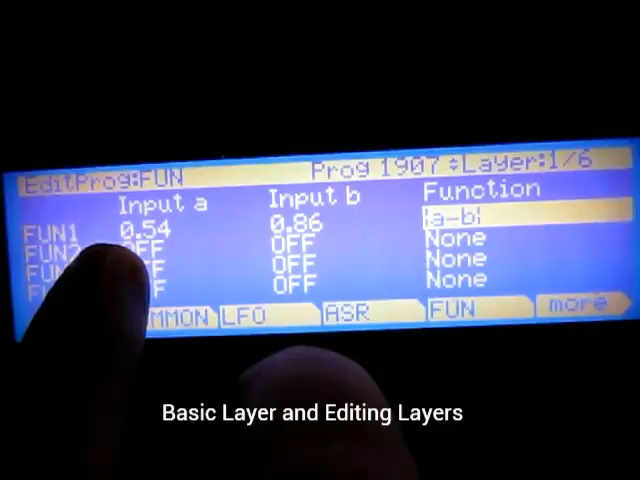 EditProg:FUN Prog 1907 Layer:1/6
Input a Input b Function
FUN1 0.54 0.86 |a-b|
OFF OFF None
OFF None
OFF None
LFO ASR FUN more
Basic Layer and Editing Layers